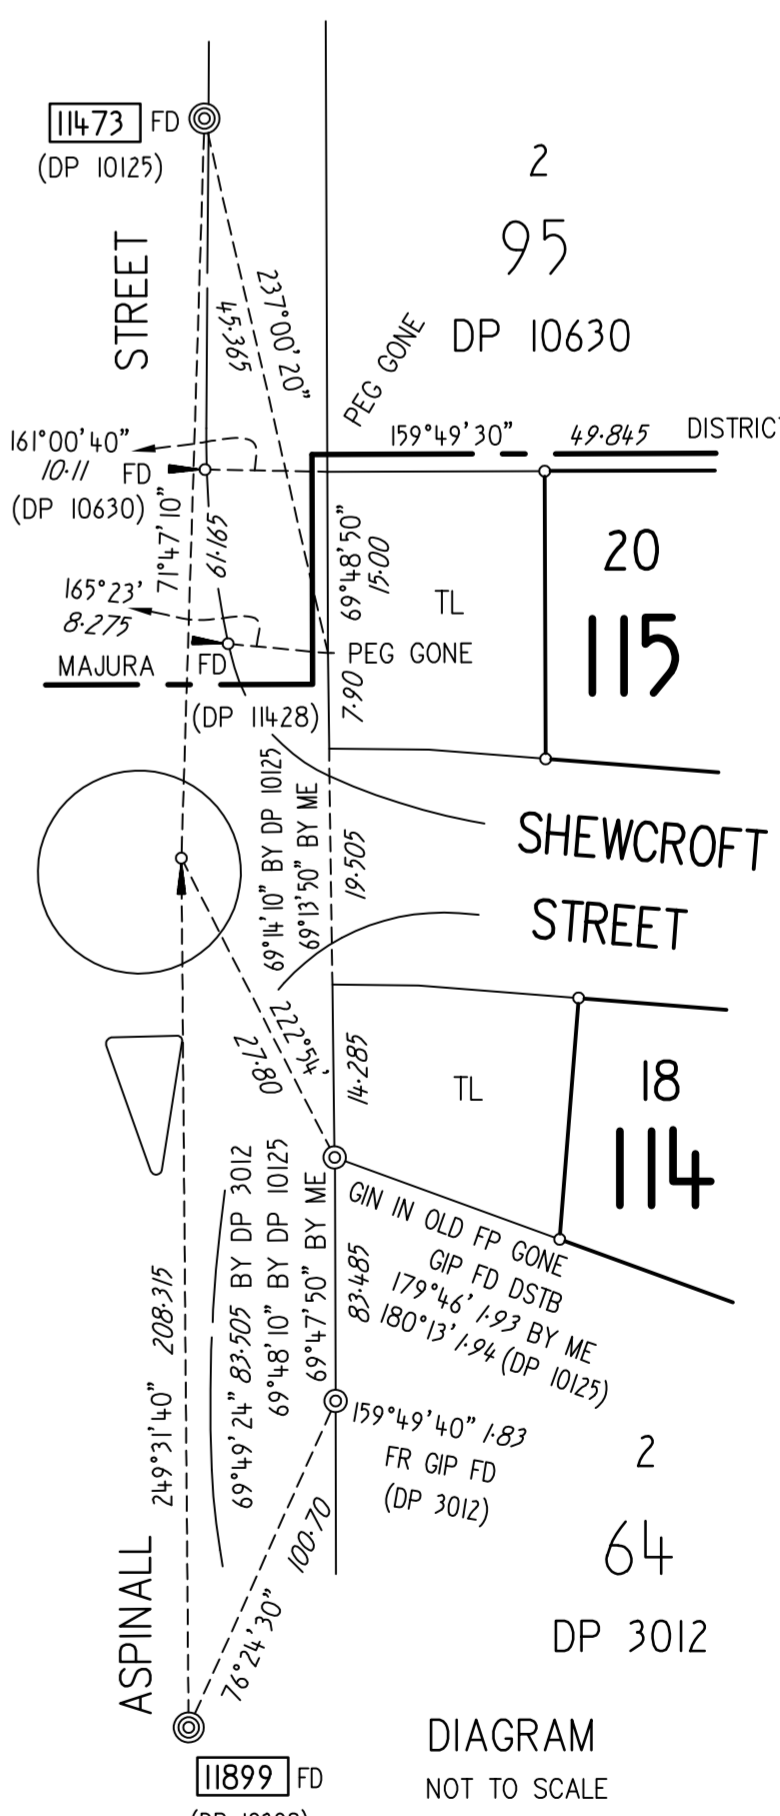 11473 FD
(DP 10125)
STREET
2
95
DP 10630
237°00'20"
45·365
PEG GONE
159°49'30" 49·845 DISTRIC
161°00'40"
10·11 FD
(DP 10630)
71°47'10"
61·165
69°48'50"
15·00
20
115
TL
165°23'
8·275
FD
PEG GONE
MAJURA
(DP 11428)
7·90
69°14'10" BY DP 10125
69°13'50" BY ME
19·505
SHEWCROFT
STREET
222°54'
27·80
14·285
TL
18
114
GIN IN OLD FP GONE
GIP FD DSTB
179°46' 1·93 BY ME
180°13' 1·94 (DP 10125)
69°49'24" 83·505 BY DP 3012
69°48'10" BY DP 10125
69°47'50" BY ME
83·485
249°31'40" 208·315
159°49'40" 1·83
FR GIP FD
(DP 3012)
2
64
DP 3012
76°24'30" 100·70
ASPINALL
11899 FD
DIAGRAM
NOT TO SCALE